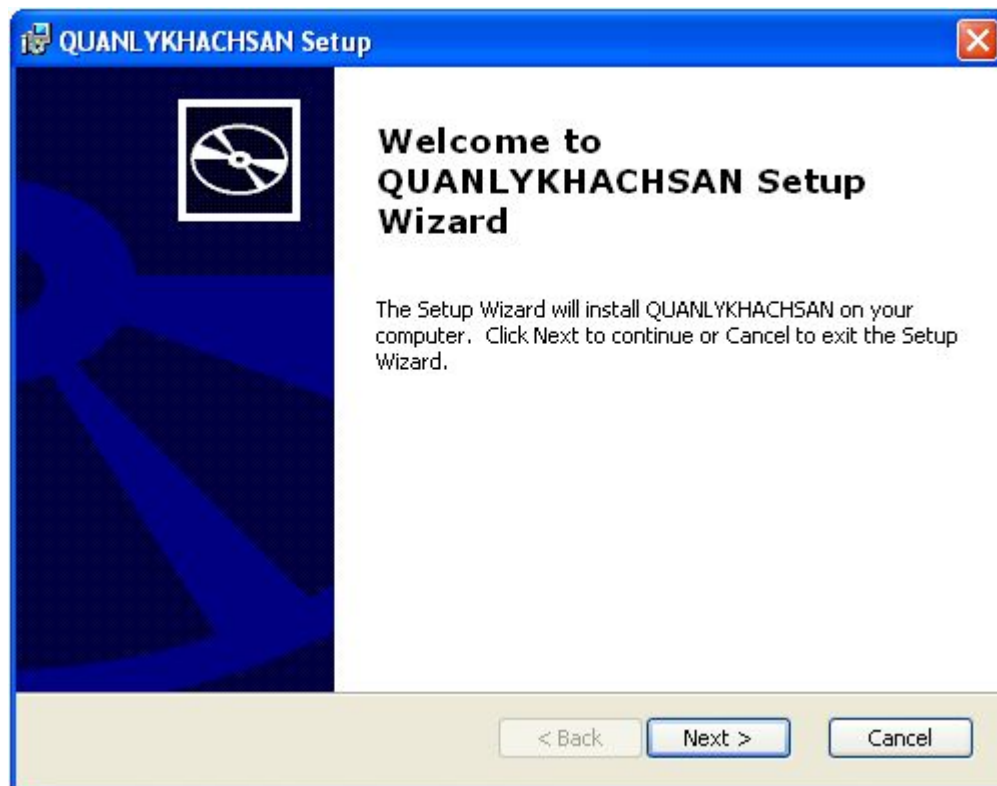 QUANLYKHACHSAN Setup
Welcome to
QUANLYKHACHSAN Setup
Wizard
The Setup Wizard will install QUANLYKHACHSAN on your
computer. Click Next to continue or Cancel to exit the Setup
Wizard.
< Back Next > Cancel